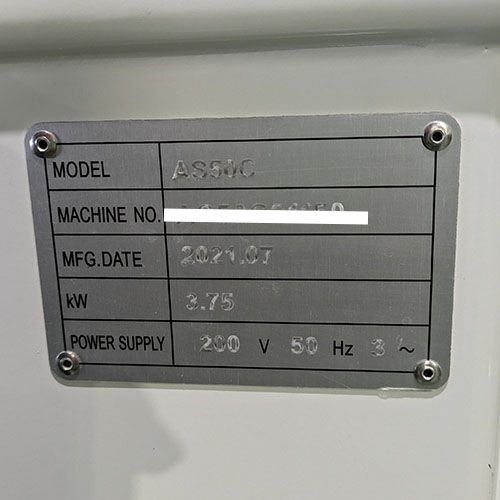 MODEL AS50C
MACHINE NO.
MFG.DATE 2021.07
kW 3.75
POWER SUPPLY 200 V 50 Hz 3 ~